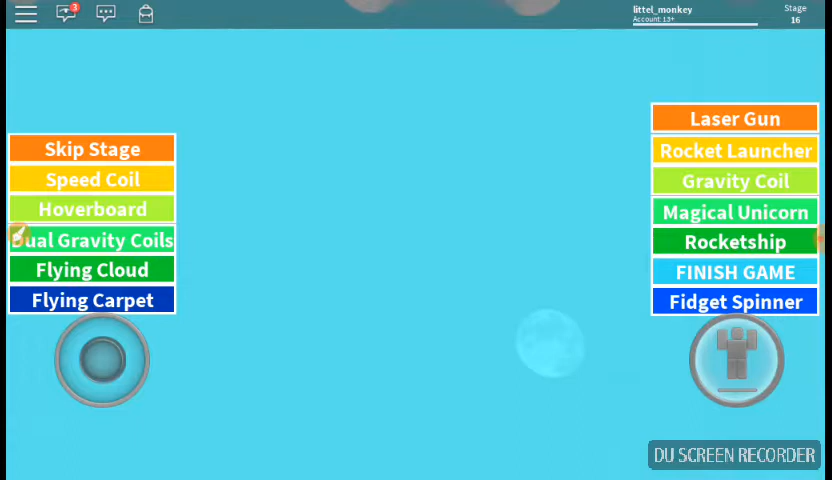 3
littel_monkey
Account: 13+
Stage
16
Skip Stage
Speed Coil
Hoverboard
Dual Gravity Coils
Flying Cloud
Flying Carpet
Laser Gun
Rocket Launcher
Gravity Coil
Magical Unicorn
Rocketship
FINISH GAME
Fidget Spinner
DU SCREEN RECORDER